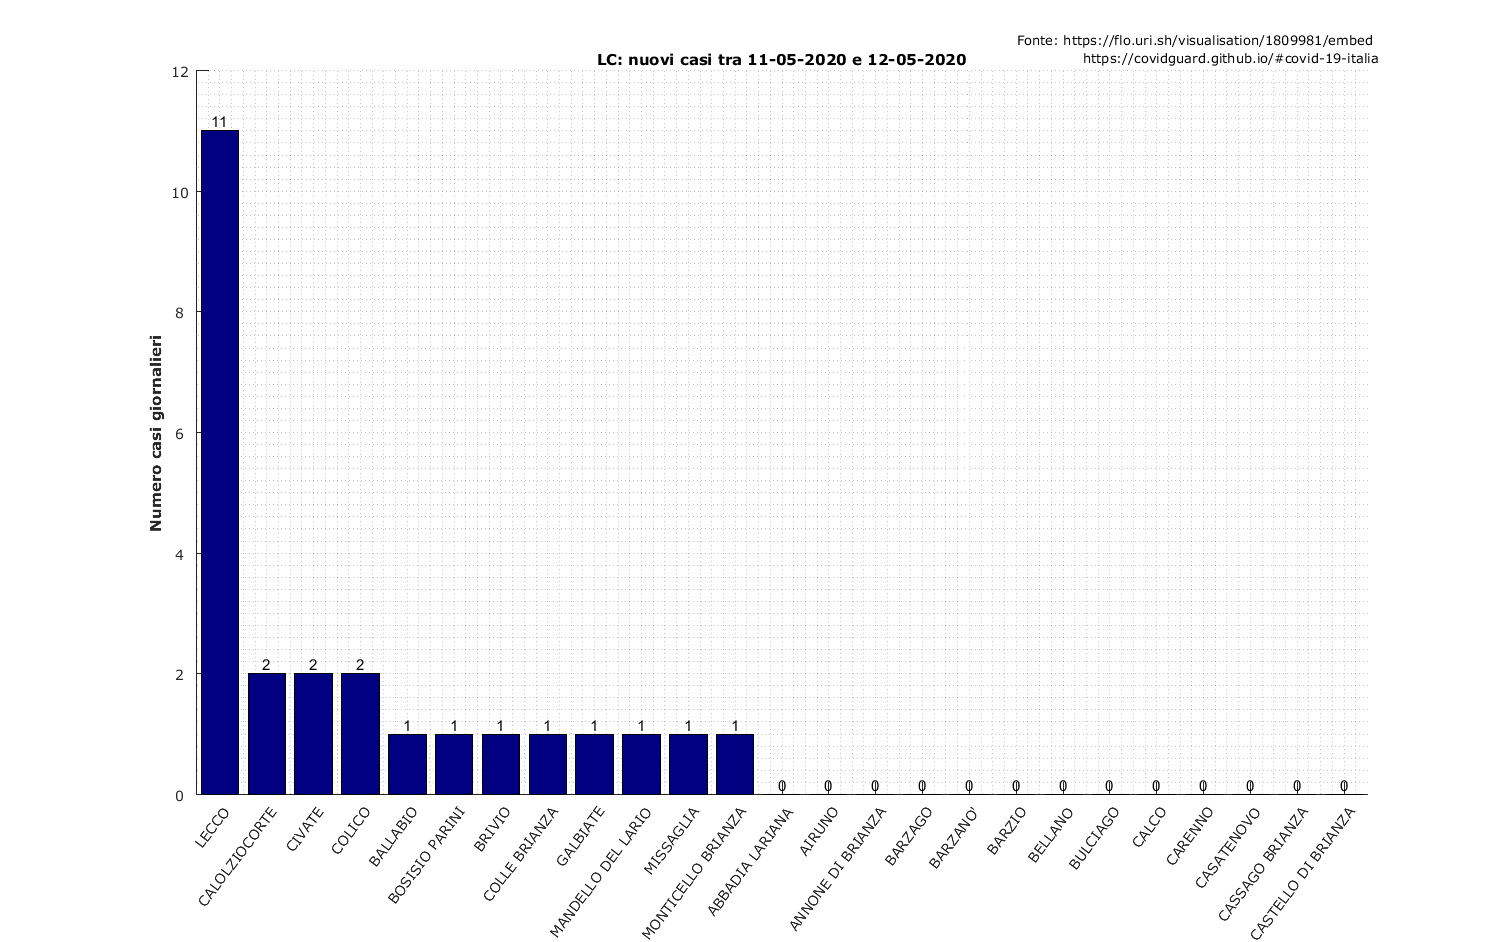 Fonte: https://flo.uri.sh/visualisation/1809981/embed
https://covidguard.github.io/#covid-19-italia
LC: nuovi casi tra 11-05-2020 e 12-05-2020
Numero casi giornalieri
12
10
8
6
4
2
0
11
2
2
2
1
1
1
1
1
1
1
1
0
0
0
0
0
0
0
0
0
0
0
0
0
LECCO
CALOLZIOCORTE
CIVATE
COLICO
BALLABIO
BOSISIO PARINI
BRIVIO
COLLE BRIANZA
GALBIATE
MANDELLO DEL LARIO
MISSAGLIA
MONTICELLO BRIANZA
ABBADIA LARIANA
AIRUNO
ANNONE DI BRIANZA
BARZAGO
BARZANO'
BARZIO
BELLANO
BULCIAGO
CALCO
CARENNO
CASATENOVO
CASSAGO BRIANZA
CASTELLO DI BRIANZA